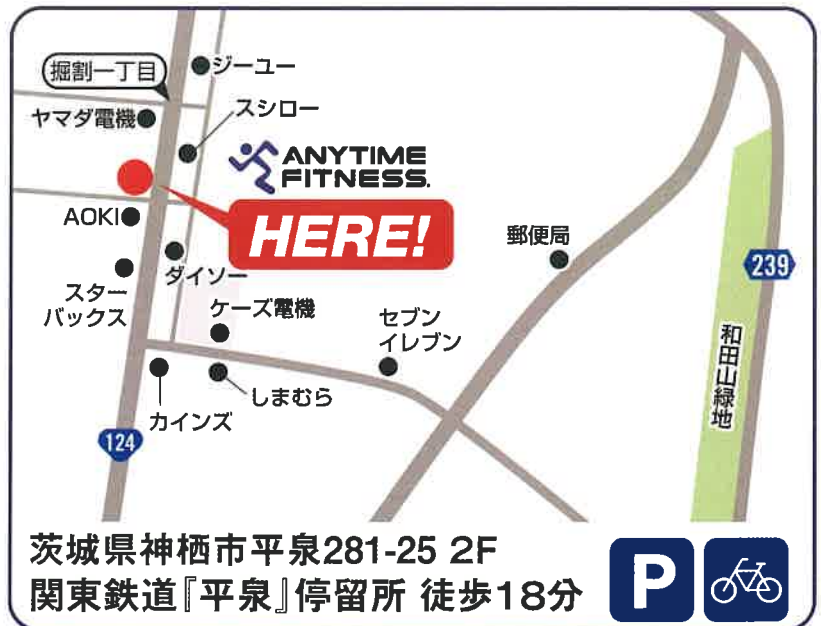 掘割一丁目
ジーユー
ヤマダ電機
スシロー
ANYTIME
FITNESS.
HERE!
AOKI
ダイソー
スター
バックス
ケーズ電機
セブン
イレブン
郵便局
239
和田山緑地
しまむら
カインズ
124
茨城県神栖市平泉281-25 2F
関東鉄道『平泉』停留所 徒歩18分
P